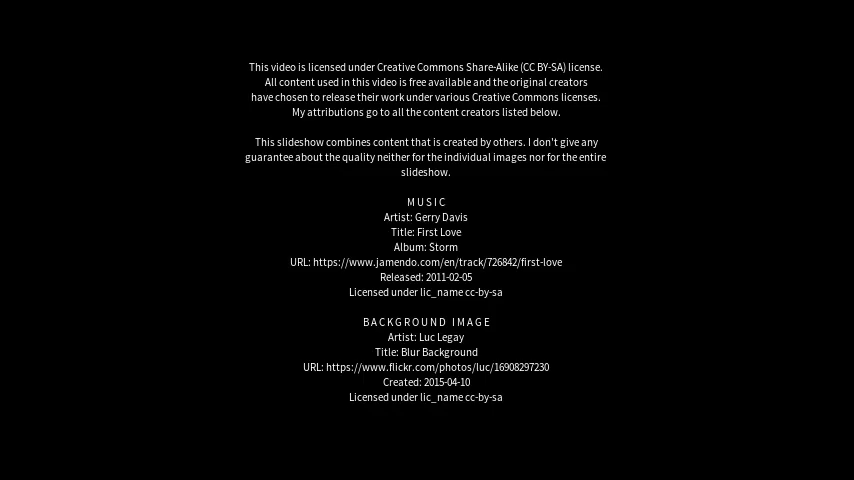 This video is licensed under Creative Commons Share-Alike (CC BY-SA) license.
All content used in this video is free available and the original creators
have chosen to release their work under various Creative Commons licenses.
My attributions go to all the content creators listed below.
This slideshow combines content that is created by others. I don't give any
guarantee about the quality neither for the individual images nor for the entire
slideshow.
MUSIC
Artist: Gerry Davis
Title: First Love
Album: Storm
URL: https://www.jamendo.com/en/track/726842/first-love
Released: 2011-02-05
Licensed under lic_name cc-by-sa
BACKGROUND IMAGE
Artist: Luc Legay
Title: Blur Background
URL: https://www.flickr.com/photos/luc/16908297230
Created: 2015-04-10
Licensed under lic_name cc-by-sa